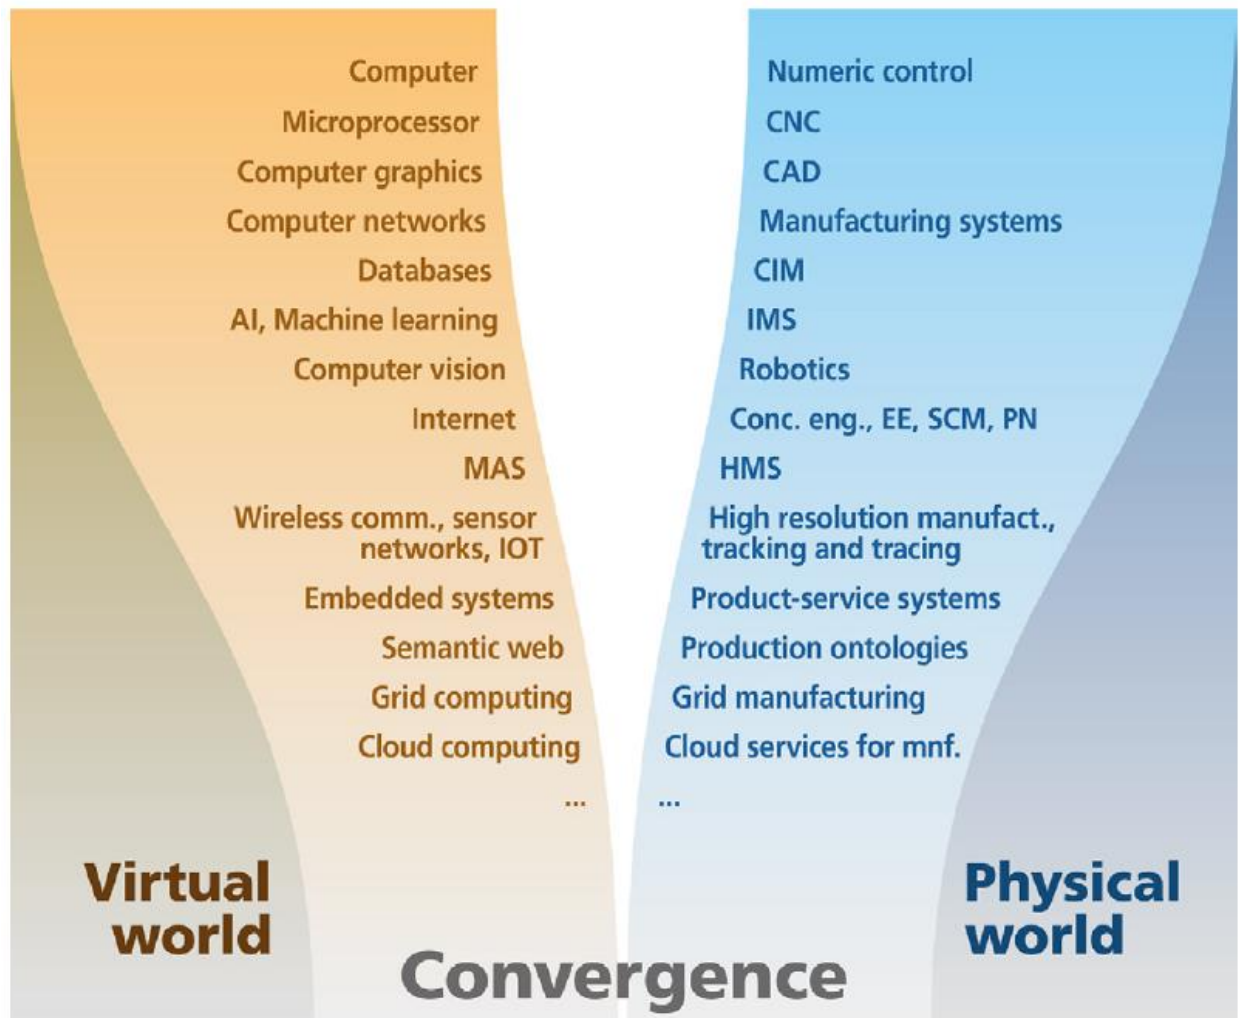 Computer
Microprocessor
Computer graphics
Computer networks
Databases
AI, Machine learning
Computer vision
Internet
MAS
Wireless comm., sensor
networks, IOT
Embedded systems
Semantic web
Grid computing
Cloud computing
...
Numeric control
CNC
CAD
Manufacturing systems
CIM
IMS
Robotics
Conc. eng., EE, SCM, PN
HMS
High resolution manufact.,
tracking and tracing
Product-service systems
Production ontologies
Grid manufacturing
Cloud services for mnf.
...
Virtual
world
Physical
world
Convergence